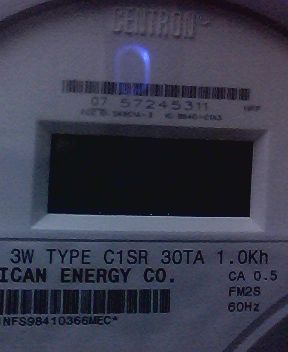 CENTRON
07 57245311
3W TYPE C1SR 30TA 1.0Kh
ICAN ENERGY CO. CA 0.5
FM2S
60Hz
NFS98410366MEC*